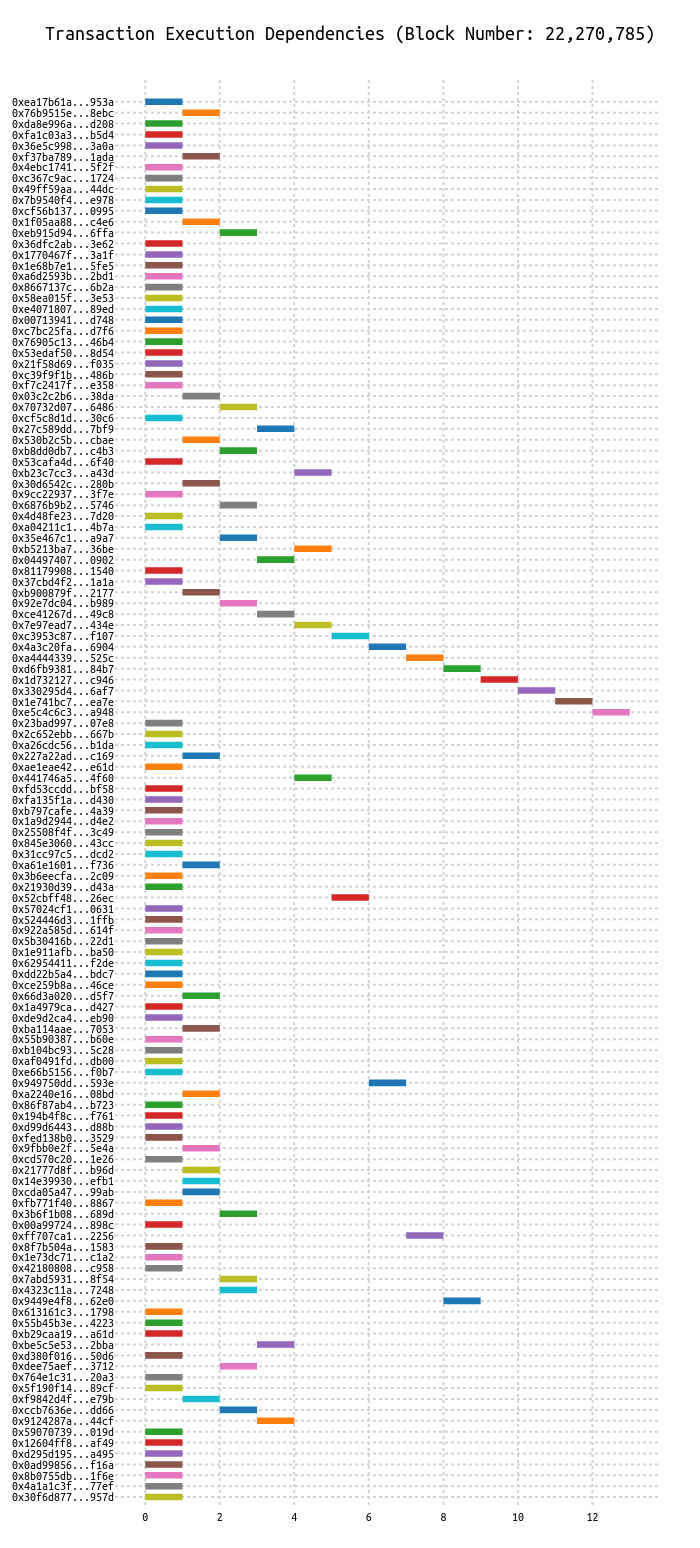 Transaction Execution Dependencies (Block Number: 22,270,785)
0xea17b61a...953a
0x76b9515e...8ebc
0xda8e996a...d208
0xfa1c03a3...b5d4
0x36e5c998...3a0a
0xf37ba789...1ada
0x4ebc1741...5f2f
0xc367c9ac...1724
0x49ff59aa...44dc
0x7b9540f4...e978
0xcf56b137...0995
0x1f05aa88...c4e6
0xeb915d94...6ffa
0x36dfc2ab...3e62
0x1770467f...3a1f
0x1e68b7e1...5fe5
0xa6d2593b...2bd1
0x8667137c...6b2a
0x58ea015f...3e53
0xe4071807...89ed
0x00713941...d748
0xc7bc25fa...d7f6
0x76905c13...46b4
0x53edaf50...8d54
0x21f58d69...f035
0xc39f9f1b...486b
0xf7c2417f...e358
0x03c2c2b6...38da
0x70732d07...6486
0xcf5c8d1d...30c6
0x27c589dd...7bf9
0x530b2c5b...cbae
0xb8dd0db7...c4b3
0x53cafa4d...6f40
0xb23c7cc3...a43d
0x30d6542c...280b
0x9cc22937...3f7e
0x6876b9b2...5746
0x4d48fe23...7d20
0xa04211c1...4b7a
0x35e467c1...a9a7
0xb5213ba7...36be
0x04497407...0902
0x81179908...1540
0x37cbd4f2...1a1a
0xb900879f...2177
0x92e7dc04...b989
0xce41267d...49c8
0x7e97ead7...434e
0xc3953c87...f107
0x4a3c20fa...6904
0xa4444339...525c
0xd6fb9381...84b7
0x1d732127...c946
0x330295d4...6af7
0x1e741bc7...ea7e
0xe5c4c6c3...a948
0x23bad997...07e8
0x2c652ebb...667b
0xa26cdc56...b1da
0x227a22ad...c169
0xae1eae42...e61d
0x441746a5...4f60
0xfd53ccdd...bf58
0xfa135f1a...d430
0xb797cafe...4a39
0x1a9d2944...d4e2
0x25508f4f...3c49
0x845e3060...43cc
0x31cc97c5...dcd2
0xa61e1601...f736
0x3b6eecfa...2c09
0x21930d39...d43a
0x52cbff48...26ec
0x57024cf1...0631
0x524446d3...1ffb
0x922a585d...614f
0x5b30416b...22d1
0x1e911afb...ba50
0x62954411...f2de
0xdd22b5a4...bdc7
0xce259b8a...46ce
0x66d3a020...d5f7
0x1a4979ca...d427
0xde9d2ca4...eb90
0xba114aae...7053
0x55b90387...b60e
0xb104bc93...5c28
0xaf0491fd...db00
0xe66b5156...f0b7
0x949750dd...593e
0xa2240e16...08bd
0x86f87ab4...b723
0x194b4f8c...f761
0xd99d6443...d88b
0xfed138b0...3529
0x9fbb0e2f...5e4a
0xcd570c20...1e26
0x21777d8f...b96d
0x14e39930...efb1
0xcda05a47...99ab
0xfb771f40...8867
0x3b6f1b08...689d
0x00a99724...898c
0xff707ca1...2256
0x8f7b504a...1583
0x1e73dc71...c1a2
0x42180808...c958
0x7abd5931...8f54
0x4323c11a...7248
0x9449e4f8...62e0
0x613161c3...1798
0x55b45b3e...4223
0xb29caa19...a61d
0xbe5c5e53...2bba
0xd380f016...50d6
0xdee75aef...3712
0x764e1c31...20a3
0x5f190f14...89cf
0xf9842d4f...e79b
0xccb7636e...dd66
0x9124287a...44cf
0x59070739...019d
0x12604ff8...af49
0xd295d195...a495
0x0ad99856...f16a
0x8b0755db...1f6e
0x4a1a1c3f...77ef
0x30f6d877...957d
0 2 4 6 8 10 12